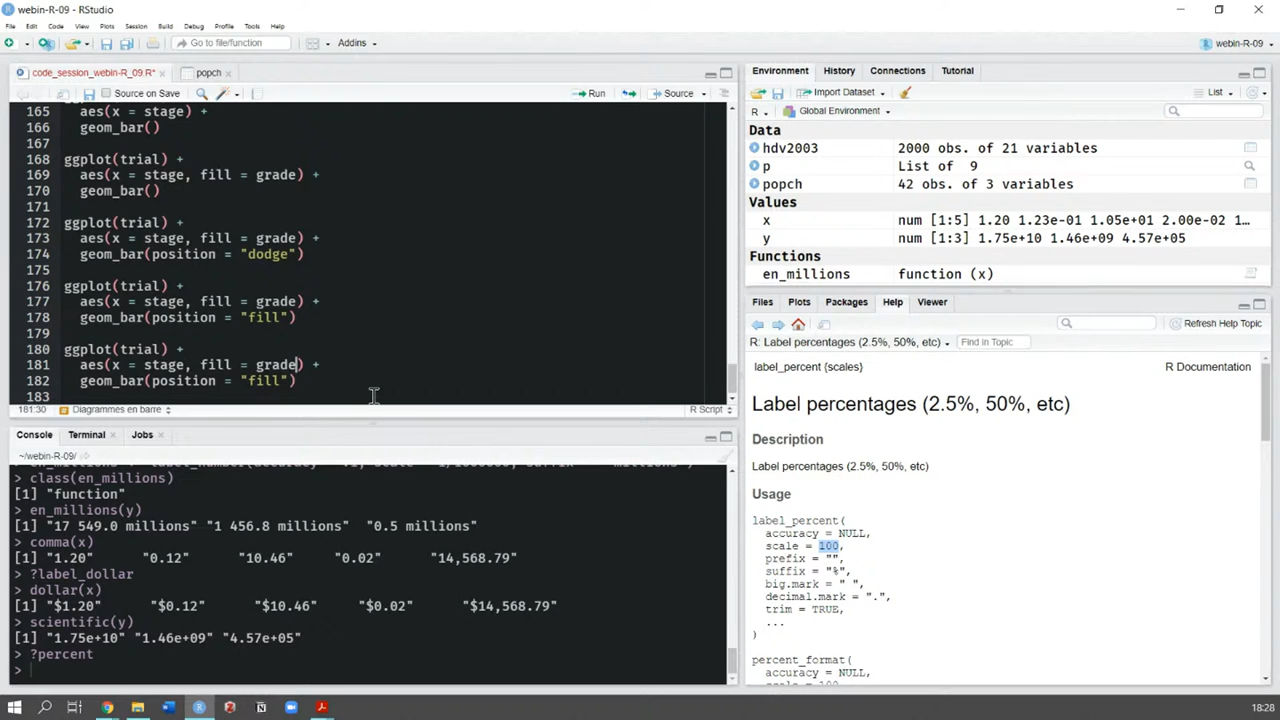 webin-R-09 - RStudio
File Edit Code View Plots Session Build Debug Profile Tools Help
Go to file/function Addins webin-R-09
code_session_webin-R_09.R* popch
Source on Save Run Source
165 aes(x = stage) +
166 geom_bar()
167
168 ggplot(trial) +
169 aes(x = stage, fill = grade) +
170 geom_bar()
171
172 ggplot(trial) +
173 aes(x = stage, fill = grade) +
174 geom_bar(position = "dodge")
175
176 ggplot(trial) +
177 aes(x = stage, fill = grade) +
178 geom_bar(position = "fill")
179
180 ggplot(trial) +
181 aes(x = stage, fill = grade) +
182 geom_bar(position = "fill")
183
181:30 Diagrammes en barre R Script
Console Terminal Jobs
~/webin-R-09/
> class(en_millions)
[1] "function"
> en_millions(y)
[1] "17 549.0 millions" "1 456.8 millions" "0.5 millions"
> comma(x)
[1] "1.20" "0.12" "10.46" "0.02" "14,568.79"
> ?label_dollar
> dollar(x)
[1] "$1.20" "$0.12" "$10.46" "$0.02" "$14,568.79"
> scientific(y)
[1] "1.75e+10" "1.46e+09" "4.57e+05"
> ?percent
>
Environment History Connections Tutorial
Import Dataset List
R Global Environment
Data
hdv2003 2000 obs. of 21 variables
p List of 9
popch 42 obs. of 3 variables
Values
x num [1:5] 1.20 1.23e-01 1.05e+01 2.00e-02 1…
y num [1:3] 1.75e+10 1.46e+09 4.57e+05
Functions
en_millions function (x)
Files Plots Packages Help Viewer
Refresh Help Topic
R: Label percentages (2.5%, 50%, etc) Find in Topic
label_percent {scales} R Documentation
Label percentages (2.5%, 50%, etc)
Description
Label percentages (2.5%, 50%, etc)
Usage
label_percent(
accuracy = NULL,
scale = 100,
prefix = "",
suffix = "%",
big.mark = " ",
decimal.mark = ".",
trim = TRUE,
...
)
percent_format(
accuracy = NULL,
18:28